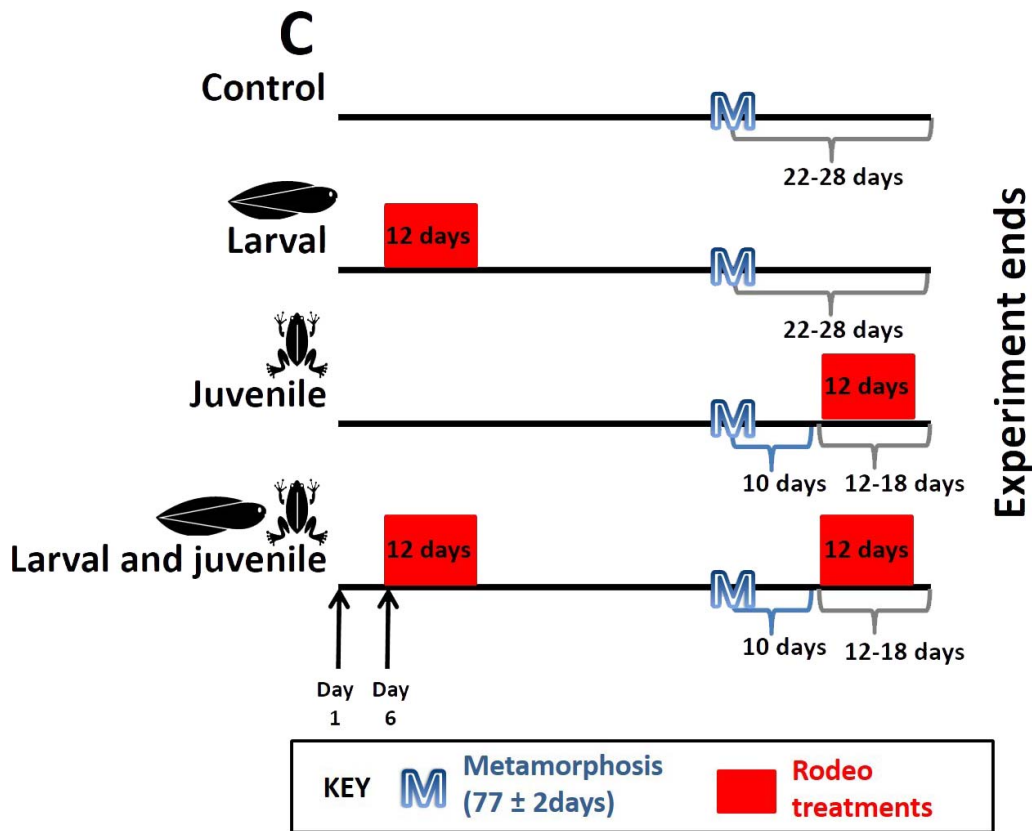 C
Control
M
22-28 days
Larval
12 days
M
22-28 days
Juvenile
12 days
M
10 days
12-18 days
Larval and juvenile
12 days
12 days
M
10 days
12-18 days
Experiment ends
Day
1
Day
6
KEY
M
Metamorphosis
(77 ± 2days)
Rodeo
treatments